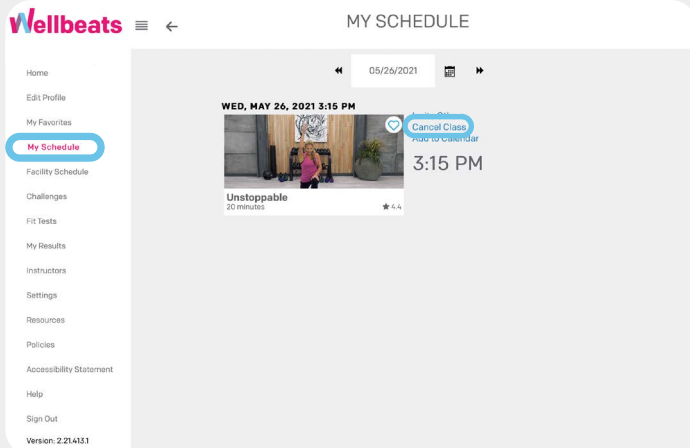 Wellbeats
MY SCHEDULE
05/26/2021
Home
Edit Profile
My Favorites
My Schedule
Facility Schedule
Challenges
Fit Tests
My Results
Instructors
Settings
Resources
Policies
Accessibility Statement
Help
Sign Out
Version: 2.21.413.1
WED, MAY 26, 2021 3:15 PM
Cancel Class
Add to Calendar
3:15 PM
Unstoppable
20 minutes
4.4